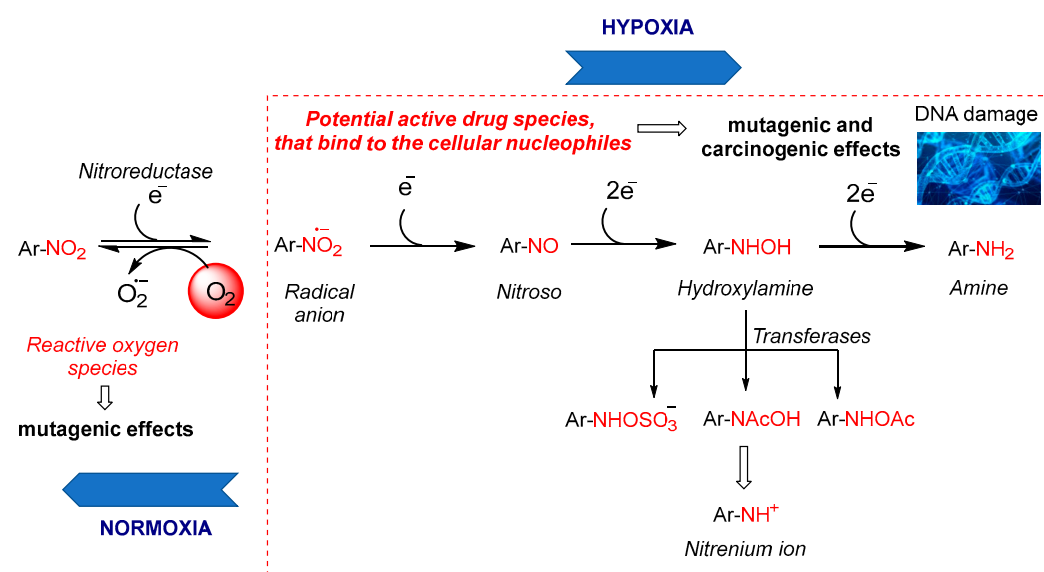 HYPOXIA
Potential active drug species,
that bind to the cellular nucleophiles
mutagenic and
carcinogenic effects
DNA damage
Nitroreductase
e⁻
e⁻
2e⁻
2e⁻
Ar-NO₂
Ar-NO₂•⁻
Ar-NO
Ar-NHOH
Ar-NH₂
O₂•⁻
O₂
Radical
anion
Nitroso
Hydroxylamine
Amine
Reactive oxygen
species
mutagenic effects
Transferases
Ar-NHOSO₃⁻
Ar-NAcOH
Ar-NHOAc
Ar-NH⁺
Nitrenium ion
NORMOXIA